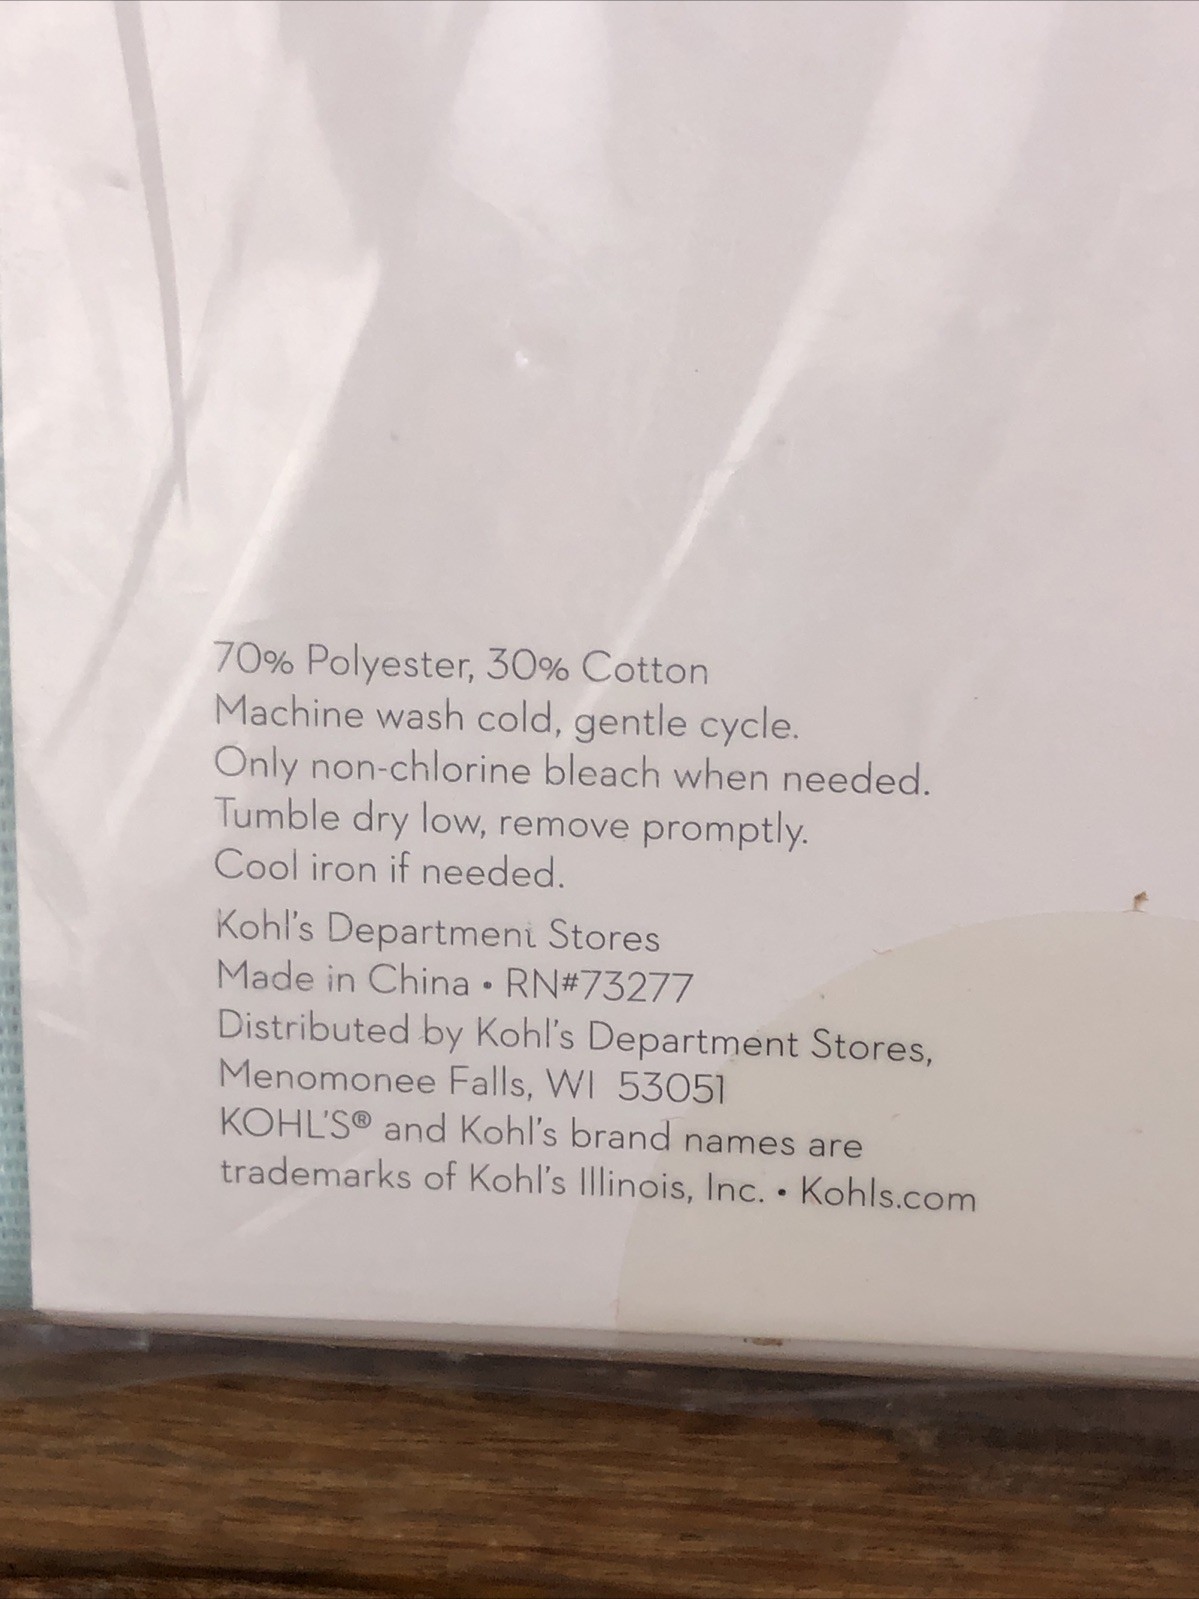 70% Polyester, 30% Cotton
Machine wash cold, gentle cycle.
Only non-chlorine bleach when needed.
Tumble dry low, remove promptly.
Cool iron if needed.
Kohl's Department Stores
Made in China • RN#73277
Distributed by Kohl's Department Stores,
Menomonee Falls, WI 53051
KOHL'S® and Kohl's brand names are
trademarks of Kohl's Illinois, Inc. • Kohls.com